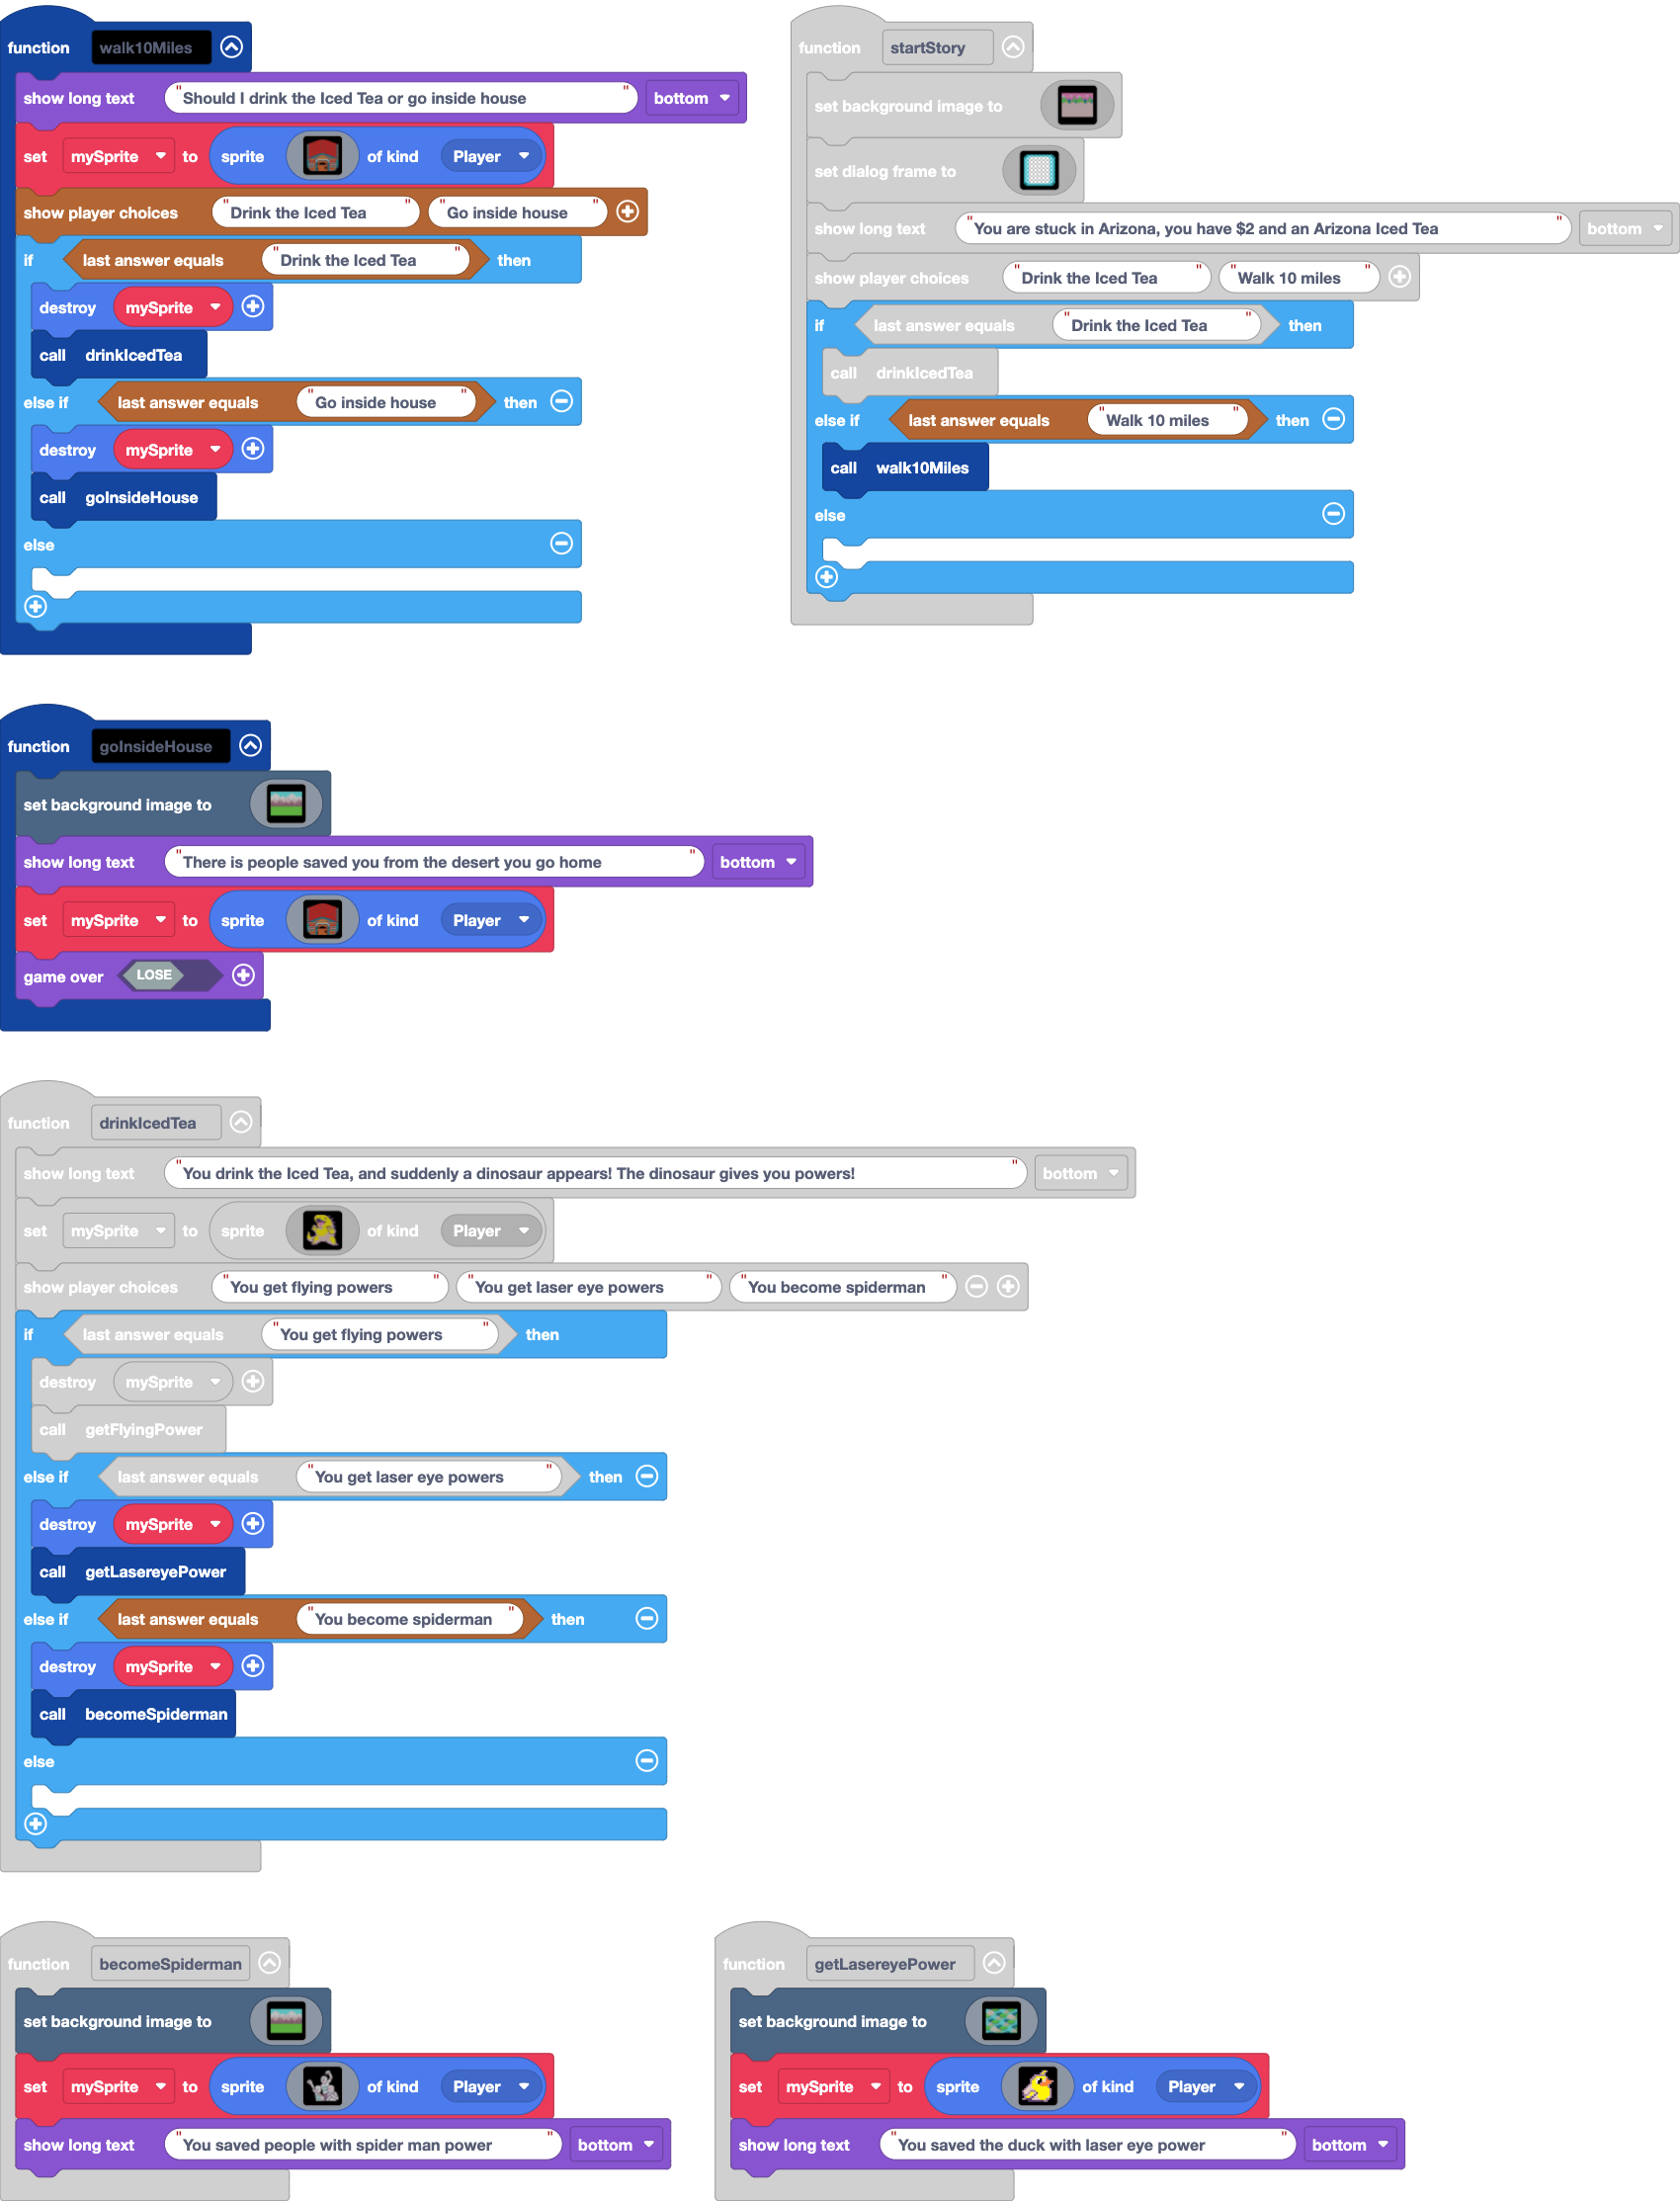 function walk10Miles
show long text "Should I drink the Iced Tea or go inside house" bottom
set mySprite to sprite of kind Player
show player choices "Drink the Iced Tea" "Go inside house"
if last answer equals "Drink the Iced Tea" then
destroy mySprite
call drinkIcedTea
else if last answer equals "Go inside house" then
destroy mySprite
call goInsideHouse
else
function startStory
set background image to
set dialog frame to
show long text "You are stuck in Arizona, you have $2 and an Arizona Iced Tea" bottom
show player choices "Drink the Iced Tea" "Walk 10 miles"
if last answer equals "Drink the Iced Tea" then
call drinkIcedTea
else if last answer equals "Walk 10 miles" then
call walk10Miles
else
function goInsideHouse
set background image to
show long text "There is people saved you from the desert you go home" bottom
set mySprite to sprite of kind Player
game over LOSE
function drinkIcedTea
show long text "You drink the Iced Tea, and suddenly a dinosaur appears! The dinosaur gives you powers!" bottom
set mySprite to sprite of kind Player
show player choices "You get flying powers" "You get laser eye powers" "You become spiderman"
if last answer equals "You get flying powers" then
destroy mySprite
call getFlyingPower
else if last answer equals "You get laser eye powers" then
destroy mySprite
call getLasereyePower
else if last answer equals "You become spiderman" then
destroy mySprite
call becomeSpiderman
else
function becomeSpiderman
set background image to
set mySprite to sprite of kind Player
show long text "You saved people with spider man power" bottom
function getLasereyePower
set background image to
set mySprite to sprite of kind Player
show long text "You saved the duck with laser eye power" bottom